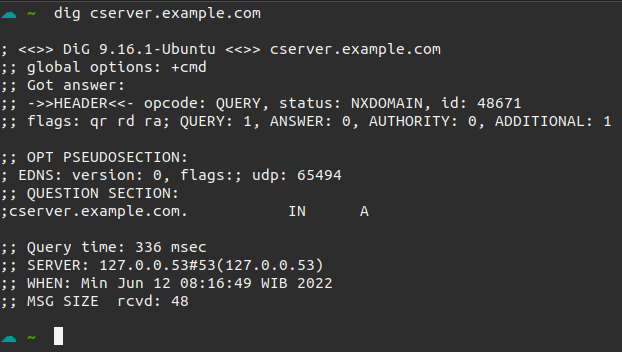 ~ dig cserver.example.com
; <<>> DiG 9.16.1-Ubuntu <<>> cserver.example.com
;; global options: +cmd
;; Got answer:
;; ->>HEADER<<- opcode: QUERY, status: NXDOMAIN, id: 48671
;; flags: qr rd ra; QUERY: 1, ANSWER: 0, AUTHORITY: 0, ADDITIONAL: 1
;; OPT PSEUDOSECTION:
; EDNS: version: 0, flags:; udp: 65494
;; QUESTION SECTION:
;cserver.example.com. IN A
;; Query time: 336 msec
;; SERVER: 127.0.0.53#53(127.0.0.53)
;; WHEN: Min Jun 12 08:16:49 WIB 2022
;; MSG SIZE rcvd: 48
~